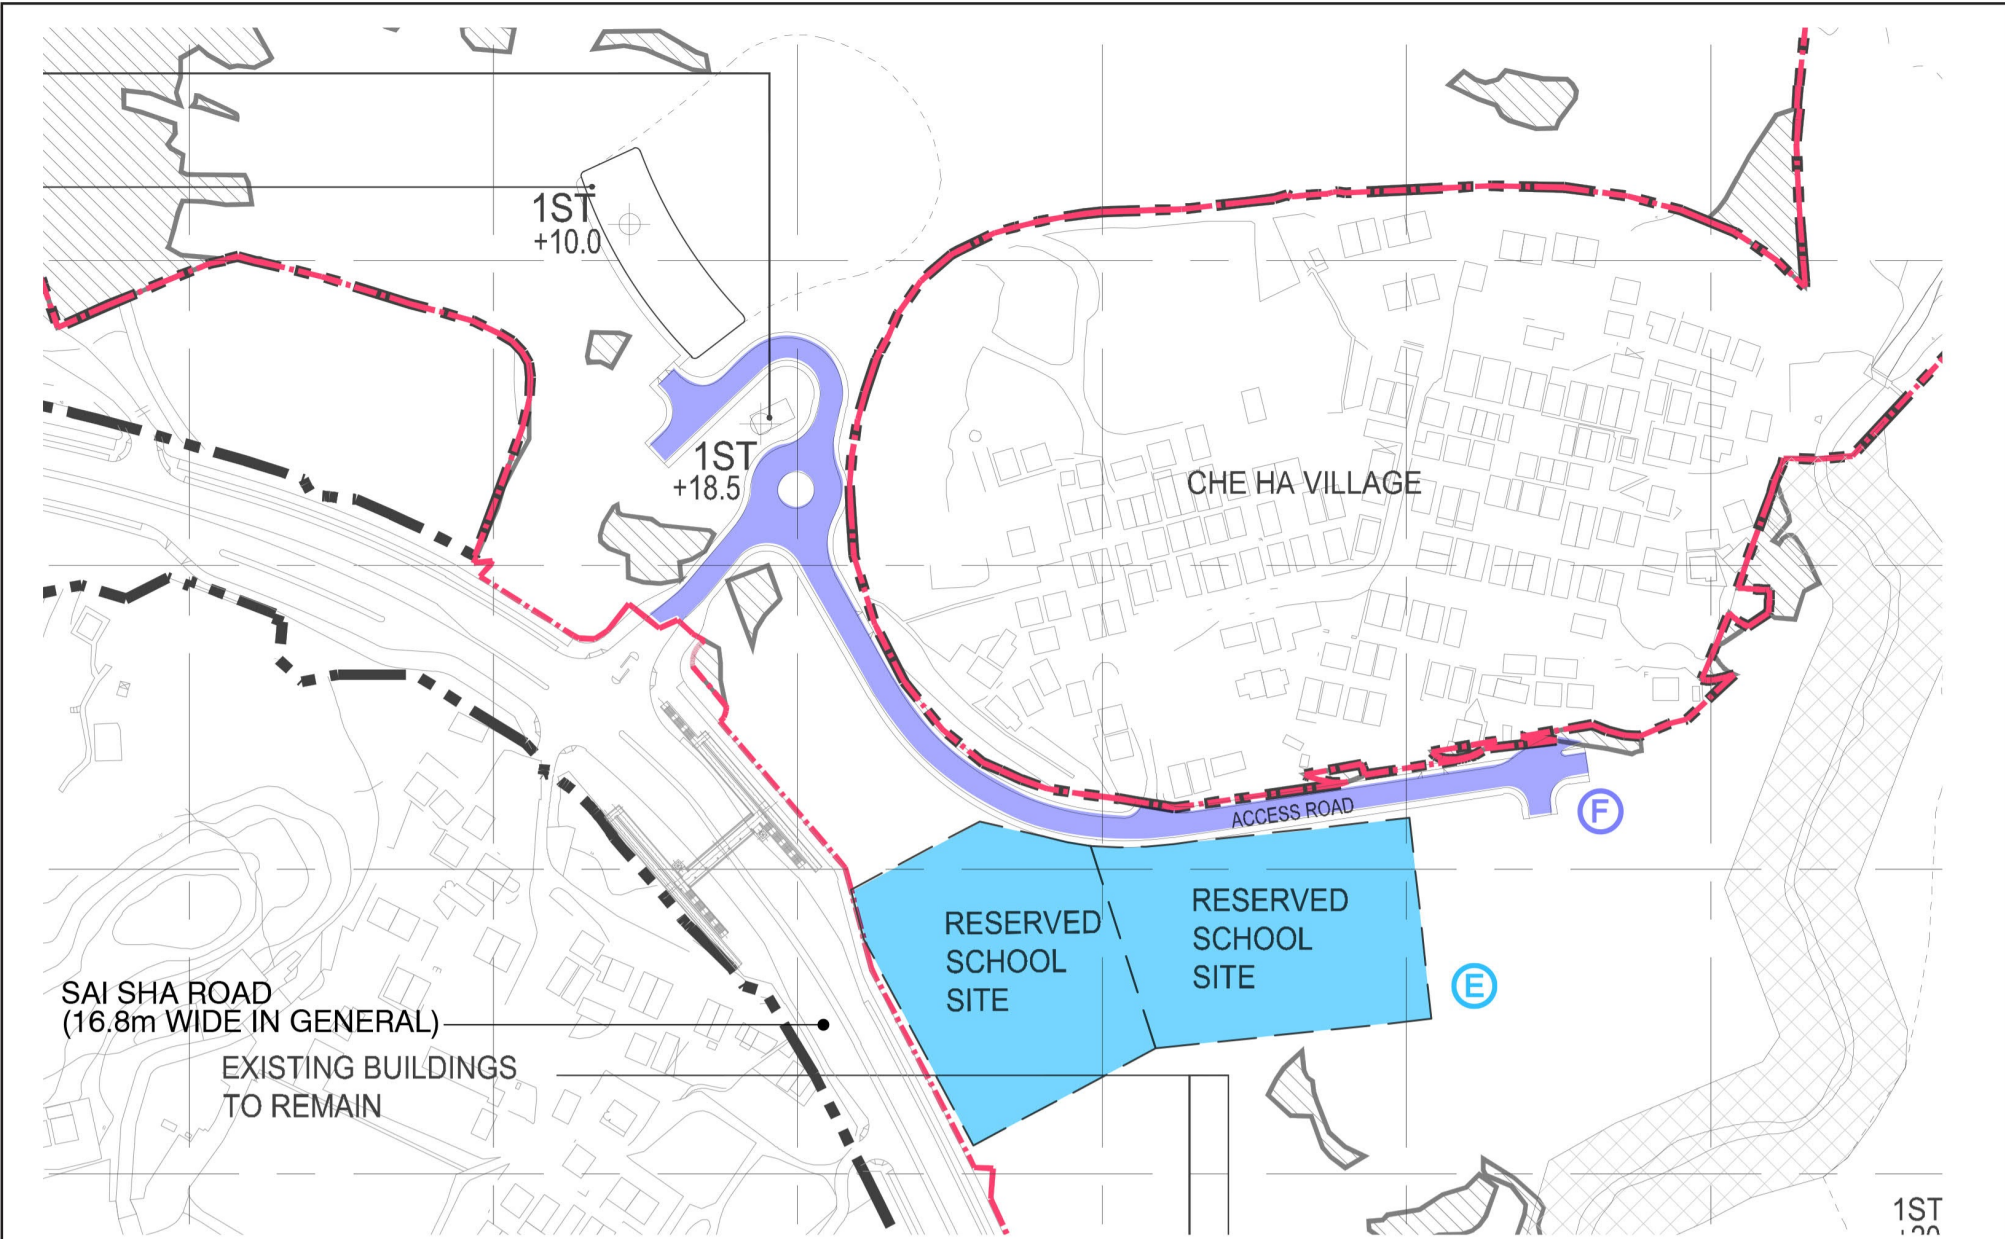 1ST
+10.0
1ST
+18.5
CHE HA VILLAGE
ACCESS ROAD
F
RESERVED
SCHOOL
SITE
RESERVED
SCHOOL
SITE
E
SAI SHA ROAD
(16.8m WIDE IN GENERAL)
EXISTING BUILDINGS
TO REMAIN
1ST